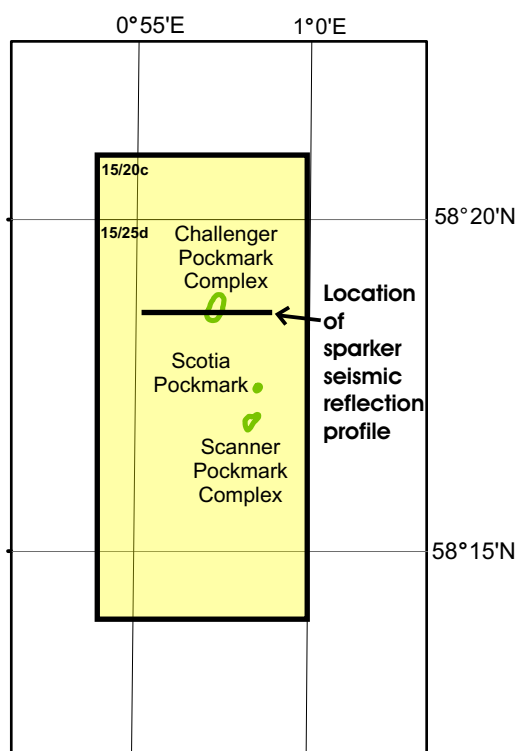 0°55'E
1°0'E
15/20c
58°20'N
15/25d
Challenger
Pockmark
Complex
Location
of
sparker
seismic
reflection
profile
Scotia
Pockmark
Scanner
Pockmark
Complex
58°15'N